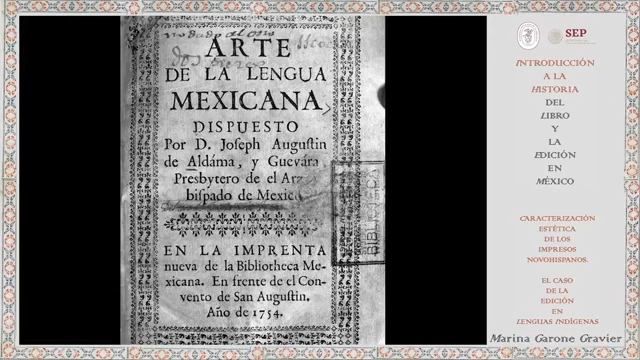 ARTE
DE LA LENGUA
MEXICANA
DISPUESTO
Por D. Joseph Augustin
de Aldáma, y Guevára
Presbytero de el Arz
bispado de Mexico
EN LA IMPRENTA
nueva de la Bibliotheca Me-
xicana. En frente de el Con-
vento de San Augustin.
Año de 1754.
BIBLIOTECA
SEP
INTRODUCCIÓN
A LA
HISTORIA
DEL
LIBRO
Y
LA
EDICIÓN
EN
MÉXICO
CARACTERIZACIÓN
ESTÉTICA
DE LOS
IMPRESOS
NOVOHISPANOS.
EL CASO
DE LA
EDICIÓN
EN
LENGUAS INDÍGENAS
Marina Garone Gravier